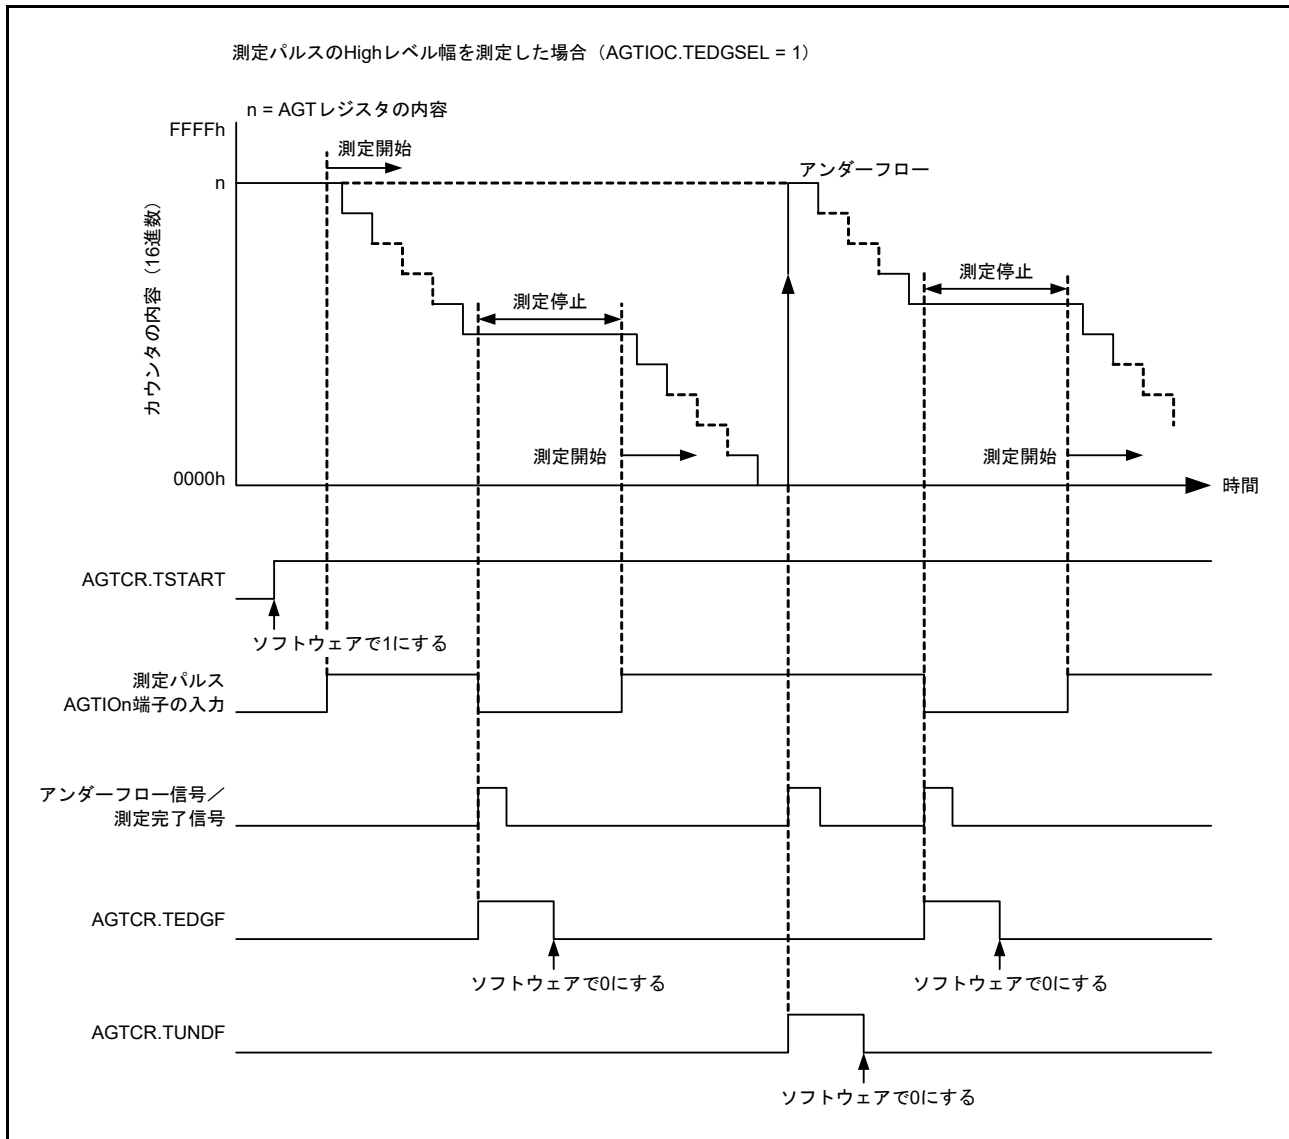 測定パルスのHighレベル幅を測定した場合（AGTIOC.TEDGSEL = 1）
n = AGTレジスタの内容
FFFFh
測定開始
アンダーフロー
n
カウンタの内容（16進数）
測定停止
測定停止
測定開始
測定開始
0000h
時間
AGTCR.TSTART
ソフトウェアで1にする
測定パルス
AGTIOn端子の入力
アンダーフロー信号／
測定完了信号
AGTCR.TEDGF
ソフトウェアで0にする
ソフトウェアで0にする
AGTCR.TUNDF
ソフトウェアで0にする